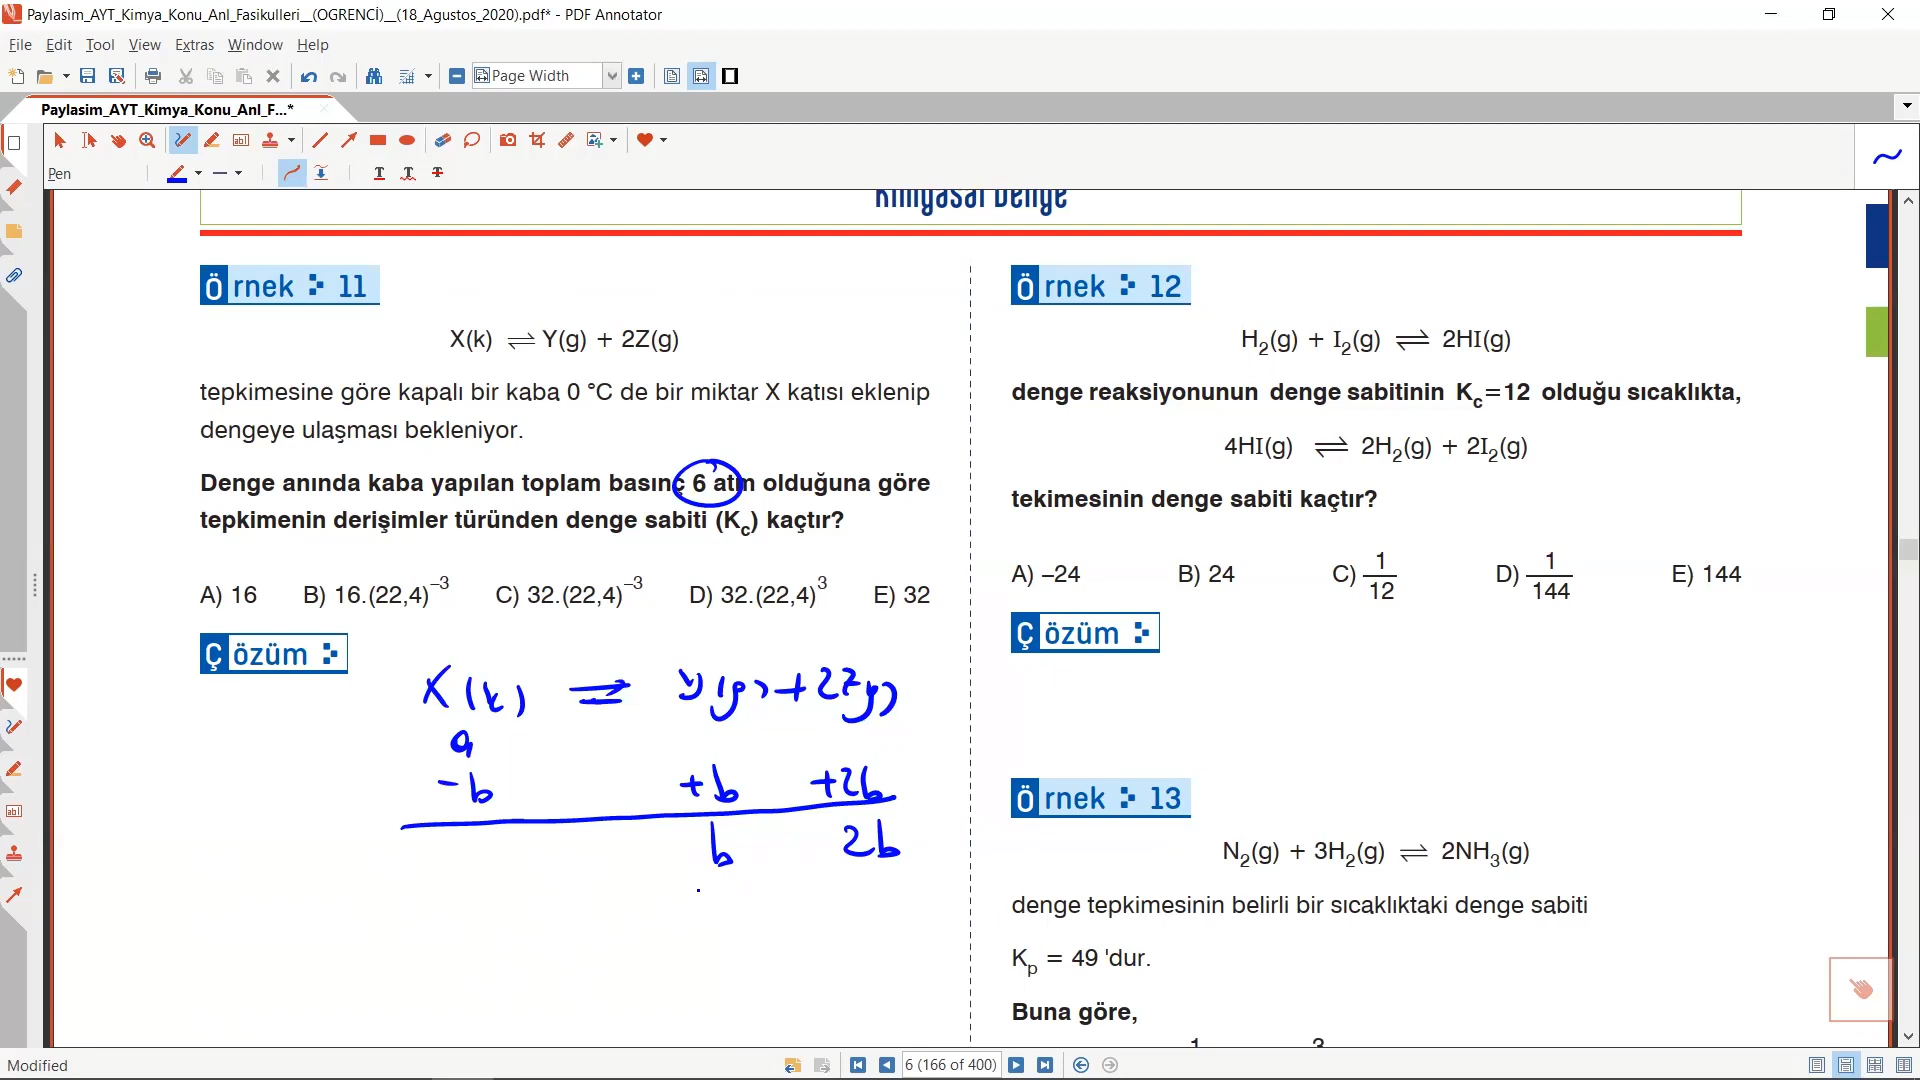 Paylasim_AYT_Kimya_Konu_Anl_Fasikulleri__(OGRENCİ)__(18_Agustos_2020).pdf* - PDF Annotator
File Edit Tool View Extras Window Help
Page Width
Paylasim_AYT_Kimya_Konu_Anl_F...*
Pen
Kimyasal Denge
Örnek 11
X(k) ⇌ Y(g) + 2Z(g)
tepkimesine göre kapalı bir kaba 0 °C de bir miktar X katısı eklenip
dengeye ulaşması bekleniyor.
Denge anında kaba yapılan toplam basınç 6 atm olduğuna göre
tepkimenin derişimler türünden denge sabiti (Kc) kaçtır?
A) 16 B) 16.(22,4)⁻³ C) 32.(22,4)⁻³ D) 32.(22,4)³ E) 32
Çözüm
X(k) ⇌ Y(g) + 2Z(g)
a
-b +b +2b
b 2b
Örnek 12
H₂(g) + I₂(g) ⇌ 2HI(g)
denge reaksiyonunun denge sabitinin Kc=12 olduğu sıcaklıkta,
4HI(g) ⇌ 2H₂(g) + 2I₂(g)
tekimesinin denge sabiti kaçtır?
A) –24 B) 24 C) 1/12 D) 1/144 E) 144
Çözüm
Örnek 13
N₂(g) + 3H₂(g) ⇌ 2NH₃(g)
denge tepkimesinin belirli bir sıcaklıktaki denge sabiti
Kp = 49 'dur.
Buna göre,
1 3
Modified
6 (166 of 400)